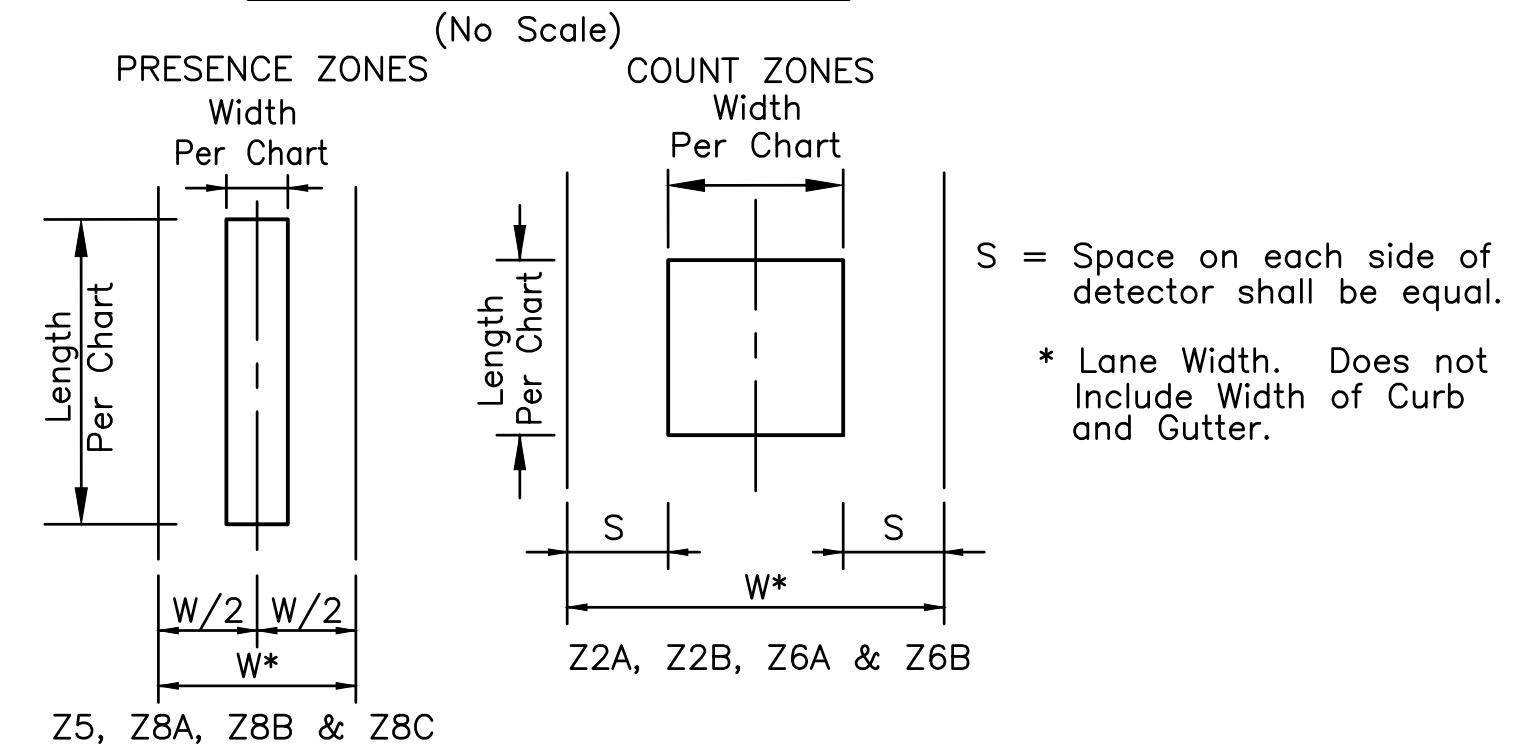 (No Scale)
PRESENCE ZONES
Width
Per Chart
Length
Per Chart
W/2
W/2
W*
Z5, Z8A, Z8B & Z8C
COUNT ZONES
Width
Per Chart
Length
Per Chart
S
S
W*
Z2A, Z2B, Z6A & Z6B
S = Space on each side of
detector shall be equal.
* Lane Width. Does not
Include Width of Curb
and Gutter.